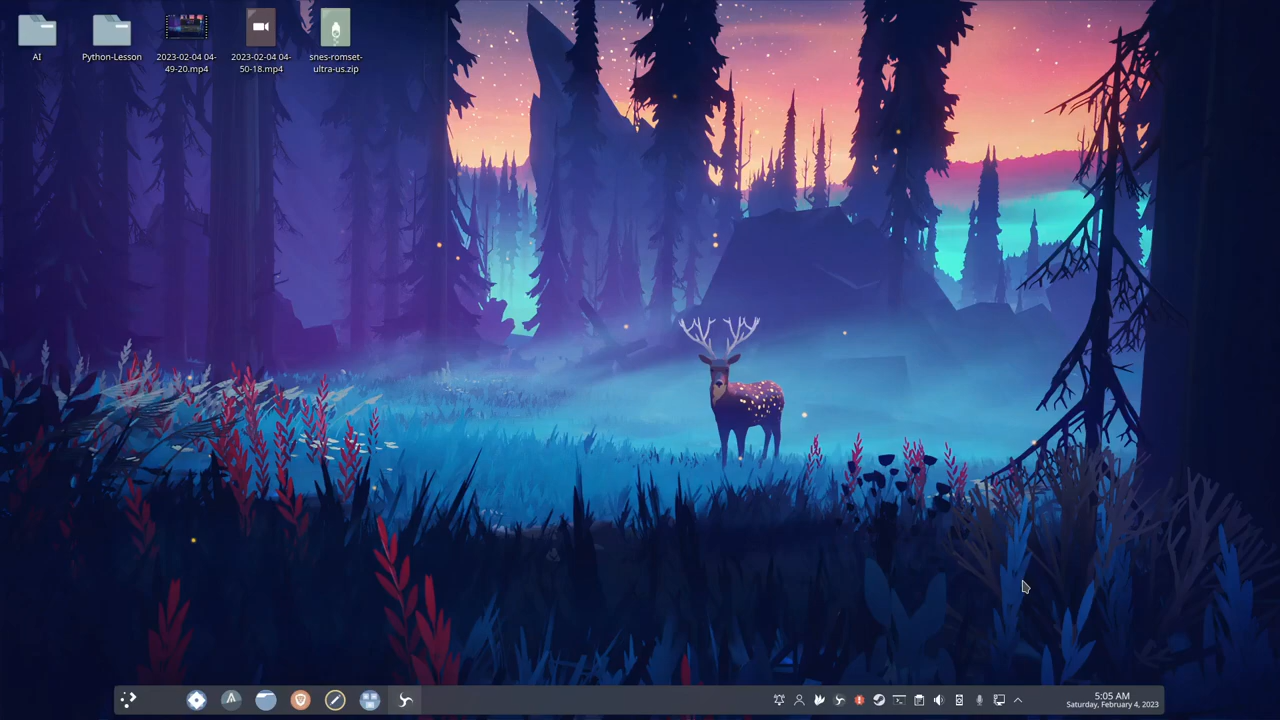 AI
Python-Lesson
2023-02-04 04-
49-20.mp4
2023-02-04 04-
50-18.mp4
snes-romset-
ultra-us.zip
5:05 AM
Saturday, February 4, 2023